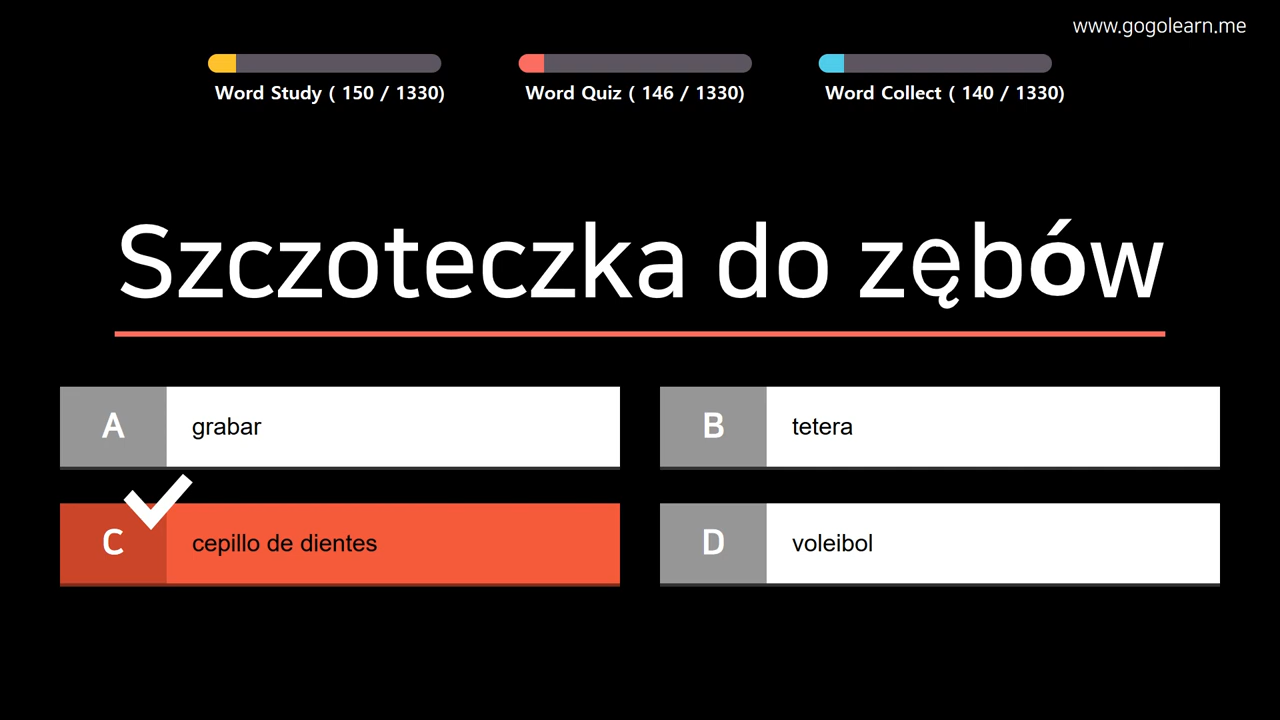 www.gogolearn.me
Word Study ( 150 / 1330)
Word Quiz ( 146 / 1330)
Word Collect ( 140 / 1330)
Szczoteczka do zębów
A grabar
B tetera
C cepillo de dientes
D voleibol